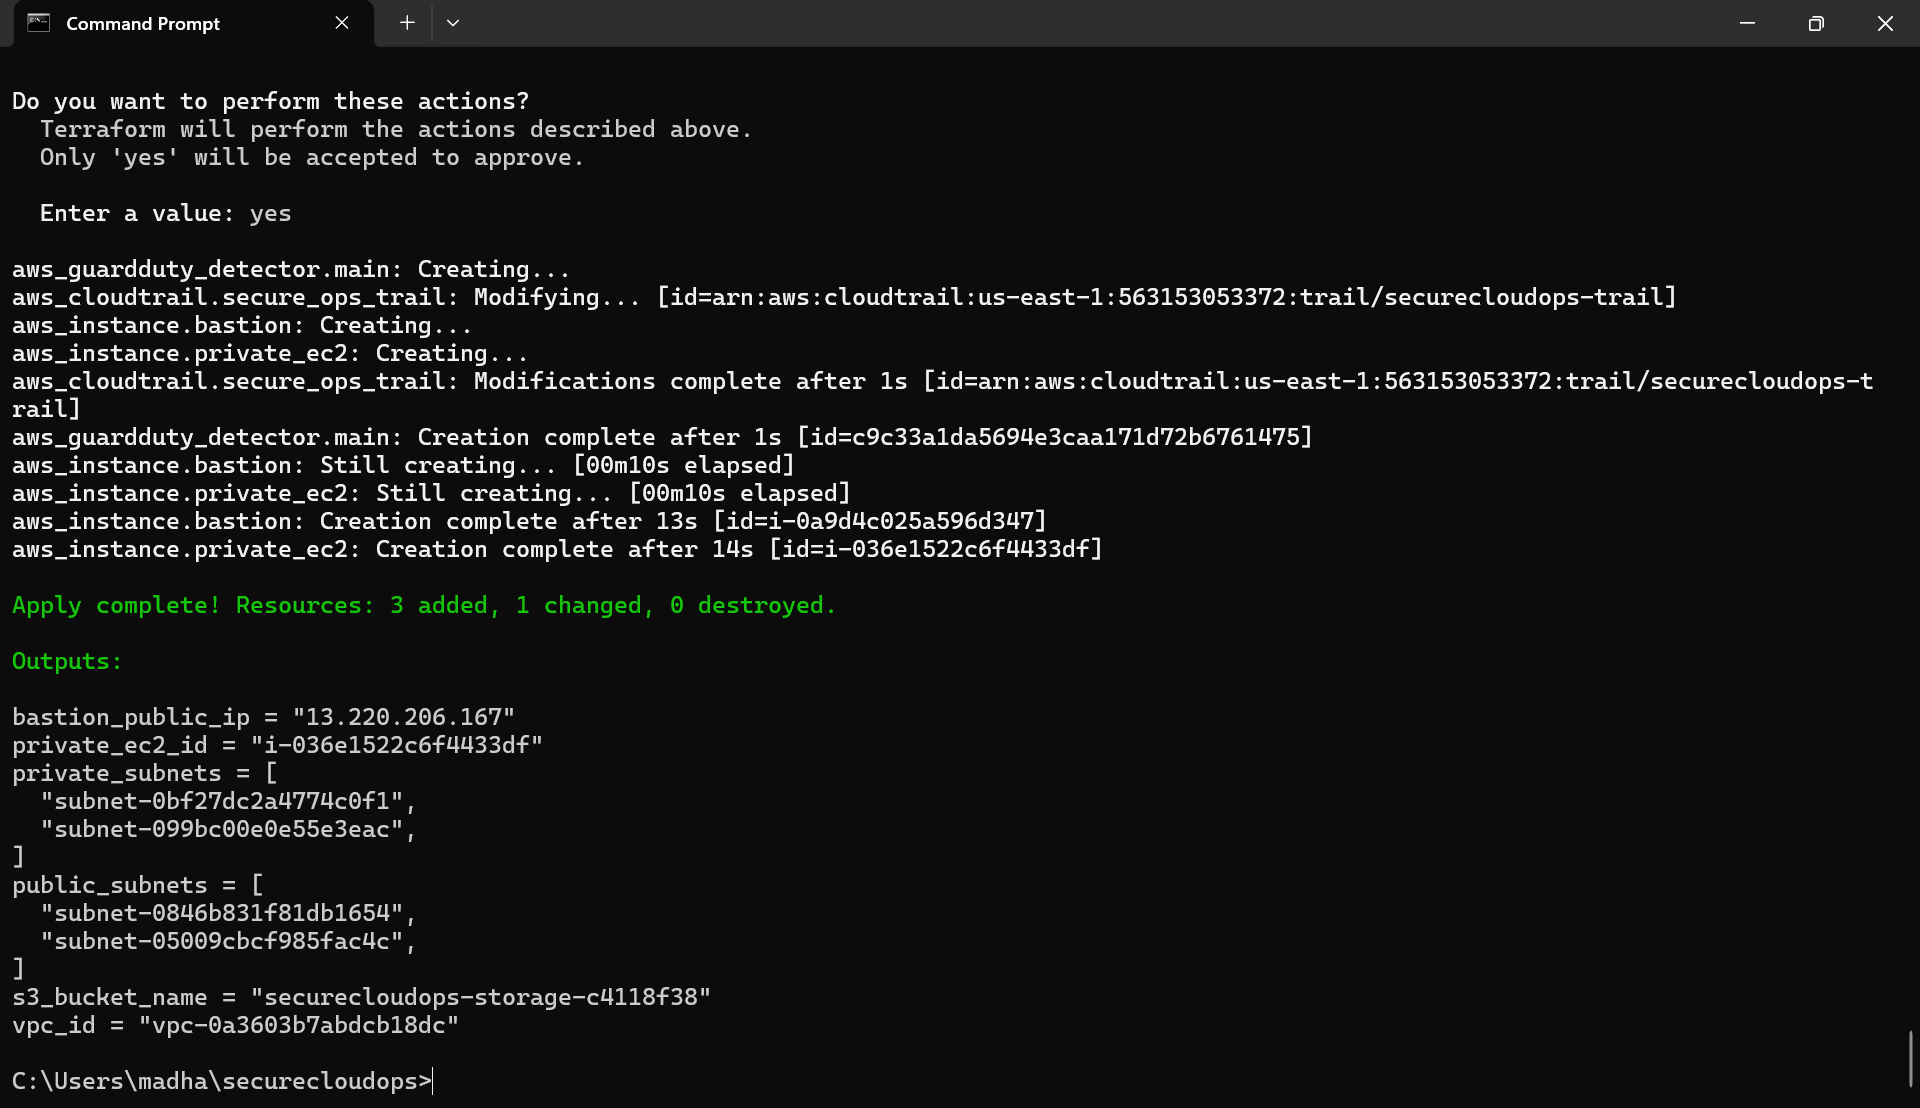 Command Prompt
Do you want to perform these actions?
  Terraform will perform the actions described above.
  Only 'yes' will be accepted to approve.

  Enter a value: yes

aws_guardduty_detector.main: Creating...
aws_cloudtrail.secure_ops_trail: Modifying... [id=arn:aws:cloudtrail:us-east-1:563153053372:trail/securecloudops-trail]
aws_instance.bastion: Creating...
aws_instance.private_ec2: Creating...
aws_cloudtrail.secure_ops_trail: Modifications complete after 1s [id=arn:aws:cloudtrail:us-east-1:563153053372:trail/securecloudops-t
rail]
aws_guardduty_detector.main: Creation complete after 1s [id=c9c33a1da5694e3caa171d72b6761475]
aws_instance.bastion: Still creating... [00m10s elapsed]
aws_instance.private_ec2: Still creating... [00m10s elapsed]
aws_instance.bastion: Creation complete after 13s [id=i-0a9d4c025a596d347]
aws_instance.private_ec2: Creation complete after 14s [id=i-036e1522c6f4433df]

Apply complete! Resources: 3 added, 1 changed, 0 destroyed.

Outputs:

bastion_public_ip = "13.220.206.167"
private_ec2_id = "i-036e1522c6f4433df"
private_subnets = [
  "subnet-0bf27dc2a4774c0f1",
  "subnet-099bc00e0e55e3eac",
]
public_subnets = [
  "subnet-0846b831f81db1654",
  "subnet-05009cbcf985fac4c",
]
s3_bucket_name = "securecloudops-storage-c4118f38"
vpc_id = "vpc-0a3603b7abdcb18dc"

C:\Users\madha\securecloudops>